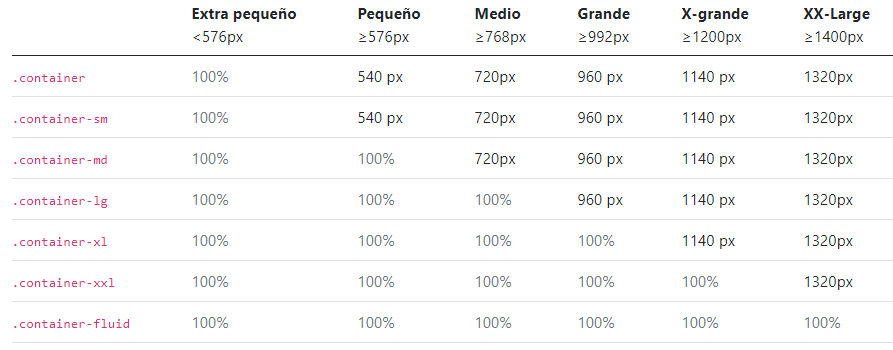 Extra pequeño Pequeño Medio Grande X-grande XX-Large
<576px ≥576px ≥768px ≥992px ≥1200px ≥1400px
.container 100% 540 px 720px 960 px 1140 px 1320px
.container-sm 100% 540 px 720px 960 px 1140 px 1320px
.container-md 100% 100% 720px 960 px 1140 px 1320px
.container-lg 100% 100% 100% 960 px 1140 px 1320px
.container-xl 100% 100% 100% 100% 1140 px 1320px
.container-xxl 100% 100% 100% 100% 100% 1320px
.container-fluid 100% 100% 100% 100% 100% 100%